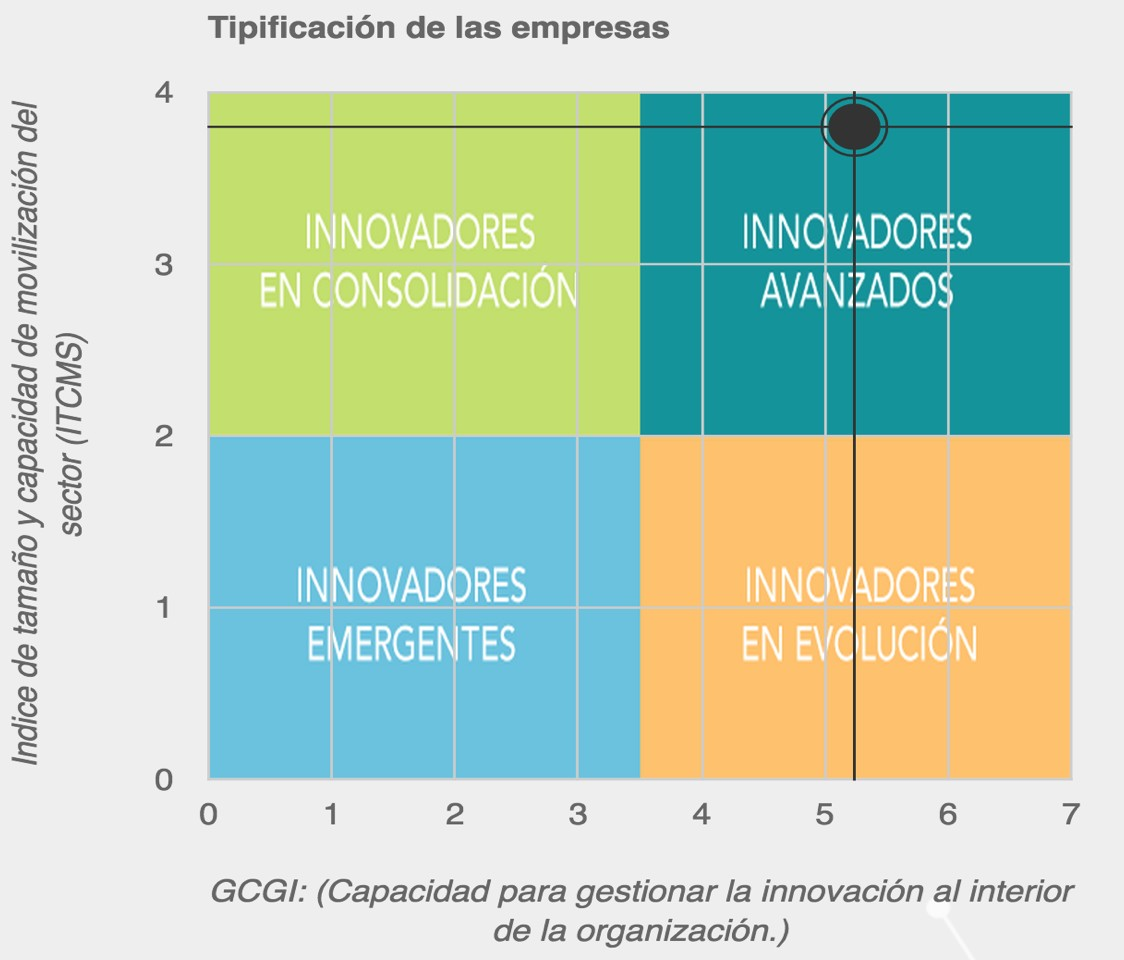 Tipificación de las empresas
Indice de tamaño y capacidad de movilización del
sector (ITCMS)
4
3
2
1
0
INNOVADORES
EN CONSOLIDACIÓN
INNOVADORES
AVANZADOS
INNOVADORES
EMERGENTES
INNOVADORES
EN EVOLUCIÓN
0 1 2 3 4 5 6 7
GCGI: (Capacidad para gestionar la innovación al interior
de la organización.)